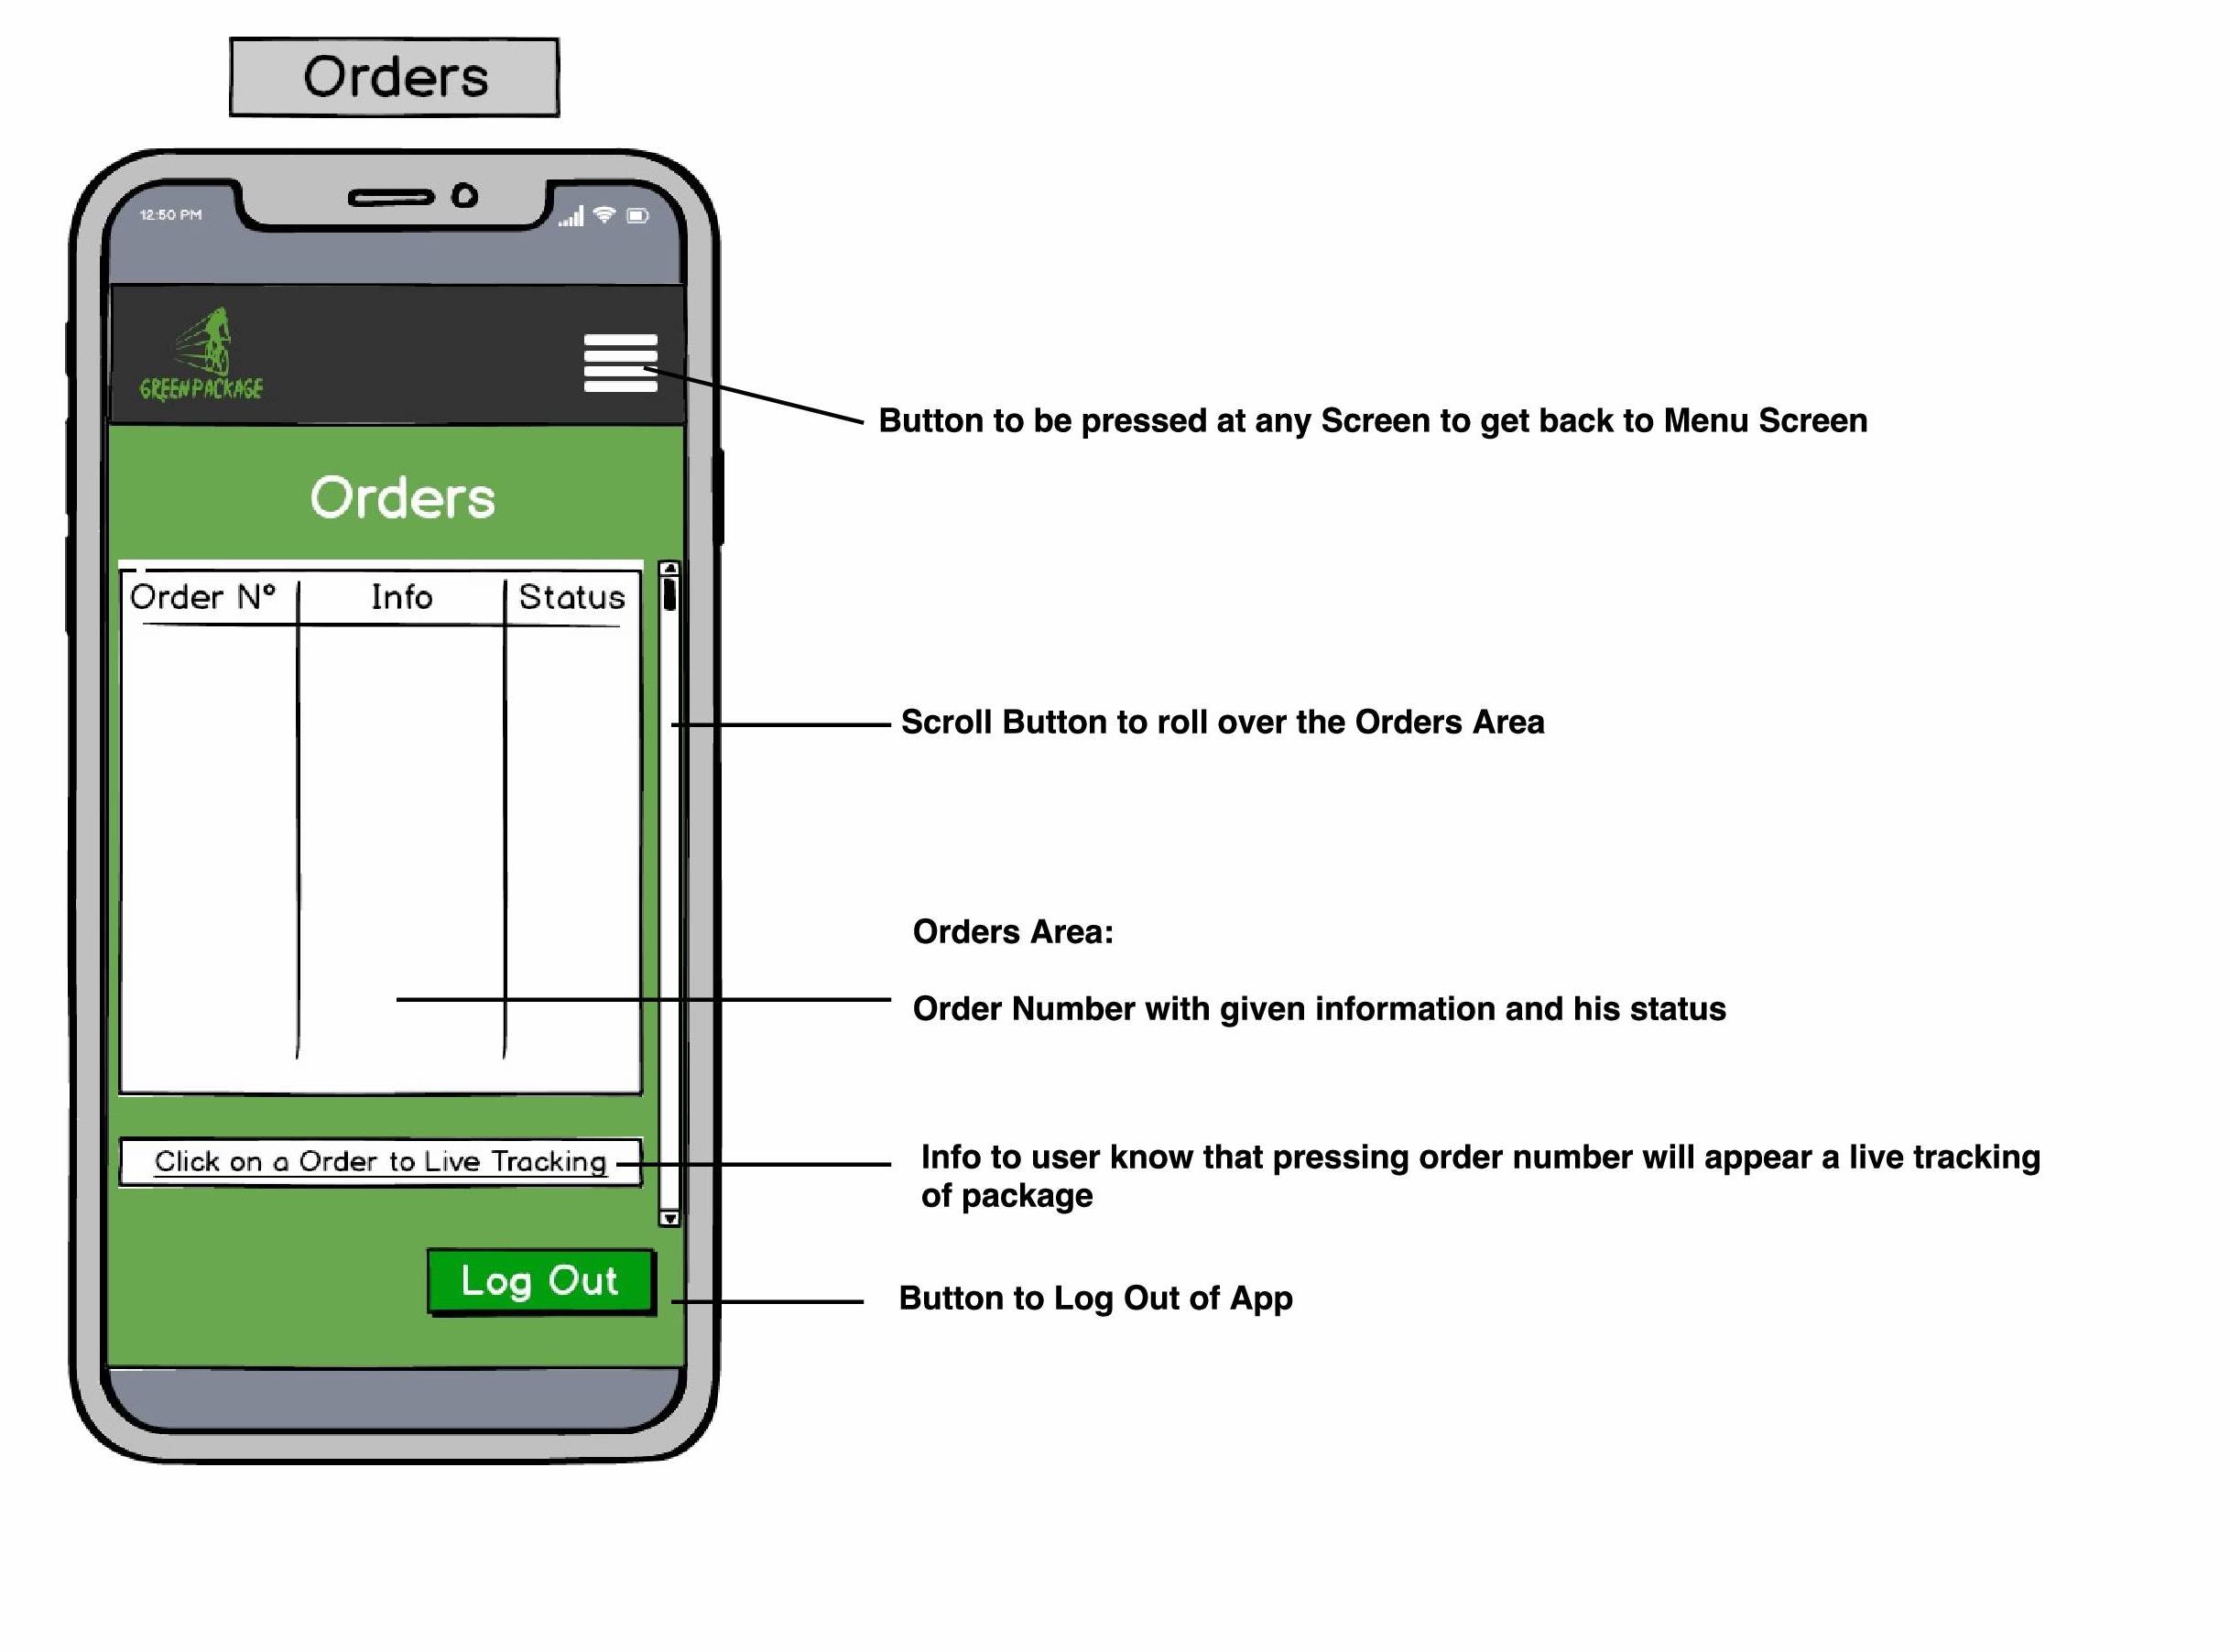 Orders
12:50 PM
GREENPACKAGE
Button to be pressed at any Screen to get back to Menu Screen
Orders
Order Nº Info Status
Scroll Button to roll over the Orders Area
Orders Area:
Order Number with given information and his status
Click on a Order to Live Tracking
Info to user know that pressing order number will appear a live tracking
of package
Log Out
Button to Log Out of App